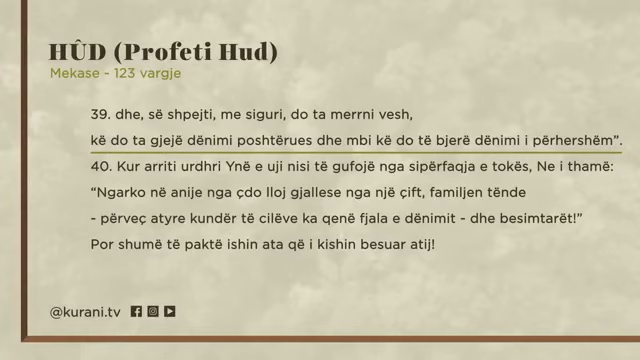 HÛD (Profeti Hud)
Mekase - 123 vargje
39. dhe, së shpejti, me siguri, do ta merrni vesh,
kë do ta gjejë dënimi poshtërues dhe mbi kë do të bjerë dënimi i përhershëm”.
40. Kur arriti urdhri Ynë e uji nisi të gufojë nga sipërfaqja e tokës, Ne i thamë:
“Ngarko në anije nga çdo lloj gjallese nga një çift, familjen tënde
- përveç atyre kundër të cilëve ka qenë fjala e dënimit - dhe besimtarët!”
Por shumë të paktë ishin ata që i kishin besuar atij!
@kurani.tv